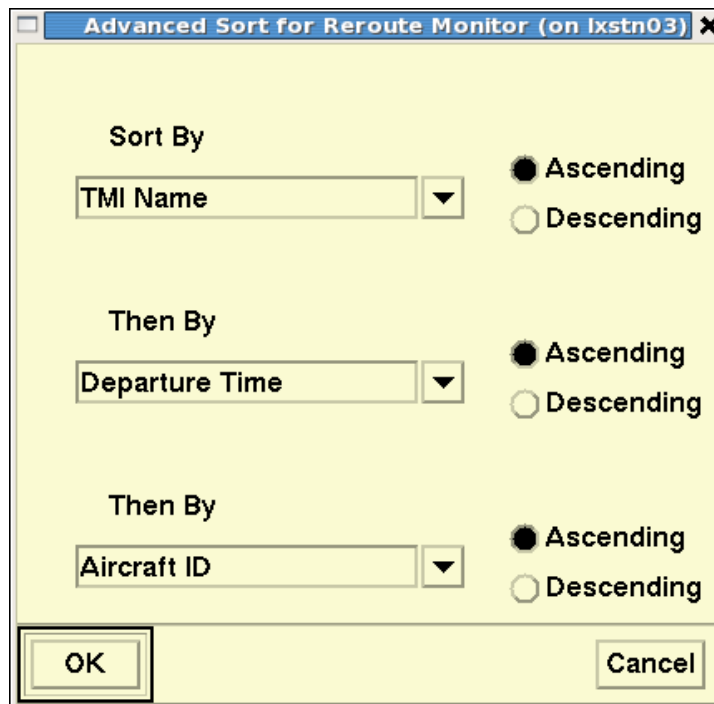 Advanced Sort for Reroute Monitor (on lxstn03)
Sort By
TMI Name
Ascending
Descending
Then By
Departure Time
Ascending
Descending
Then By
Aircraft ID
Ascending
Descending
OK
Cancel